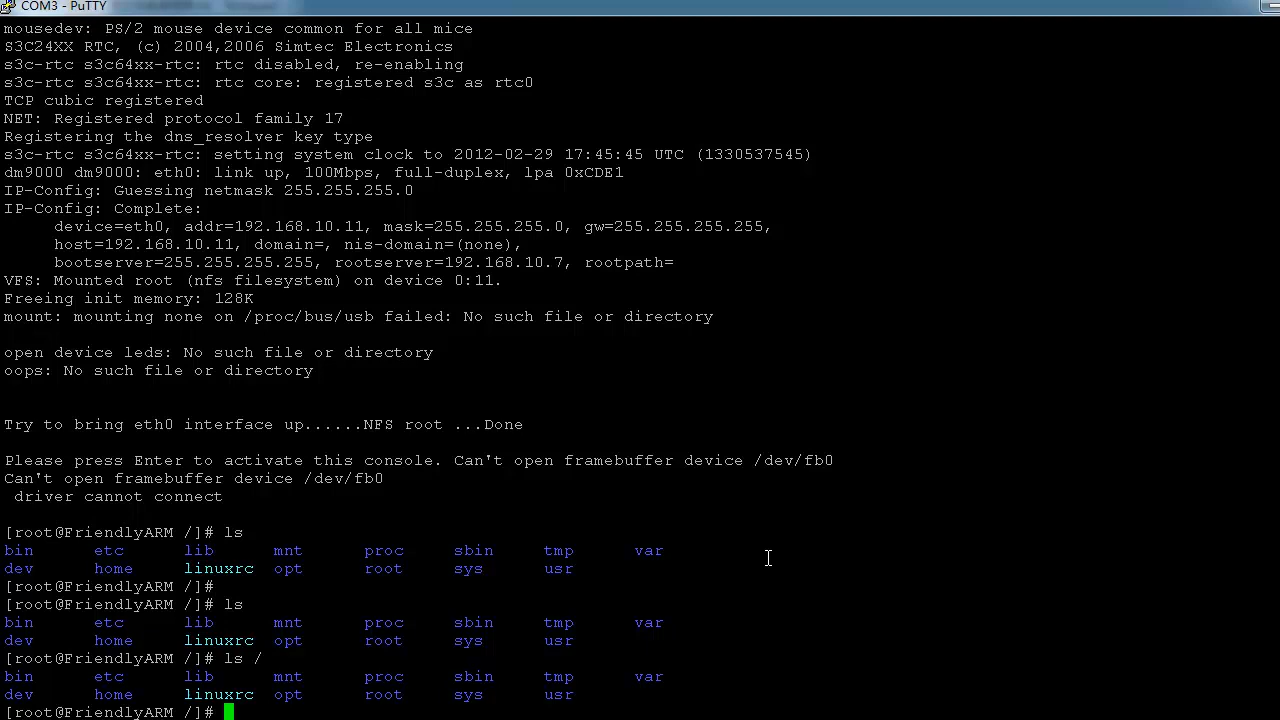 COM3 - PuTTY
mousedev: PS/2 mouse device common for all mice
S3C24XX RTC, (c) 2004,2006 Simtec Electronics
s3c-rtc s3c64xx-rtc: rtc disabled, re-enabling
s3c-rtc s3c64xx-rtc: rtc core: registered s3c as rtc0
TCP cubic registered
NET: Registered protocol family 17
Registering the dns_resolver key type
s3c-rtc s3c64xx-rtc: setting system clock to 2012-02-29 17:45:45 UTC (1330537545)
dm9000 dm9000: eth0: link up, 100Mbps, full-duplex, lpa 0xCDE1
IP-Config: Guessing netmask 255.255.255.0
IP-Config: Complete:
     device=eth0, addr=192.168.10.11, mask=255.255.255.0, gw=255.255.255.255,
     host=192.168.10.11, domain=, nis-domain=(none),
     bootserver=255.255.255.255, rootserver=192.168.10.7, rootpath=
VFS: Mounted root (nfs filesystem) on device 0:11.
Freeing init memory: 128K
mount: mounting none on /proc/bus/usb failed: No such file or directory
open device leds: No such file or directory
oops: No such file or directory
Try to bring eth0 interface up......NFS root ...Done
Please press Enter to activate this console. Can't open framebuffer device /dev/fb0
Can't open framebuffer device /dev/fb0
 driver cannot connect
[root@FriendlyARM /]# ls
bin etc lib mnt proc sbin tmp var
dev home linuxrc opt root sys usr
[root@FriendlyARM /]#
[root@FriendlyARM /]# ls
bin etc lib mnt proc sbin tmp var
dev home linuxrc opt root sys usr
[root@FriendlyARM /]# ls /
bin etc lib mnt proc sbin tmp var
dev home linuxrc opt root sys usr
[root@FriendlyARM /]#